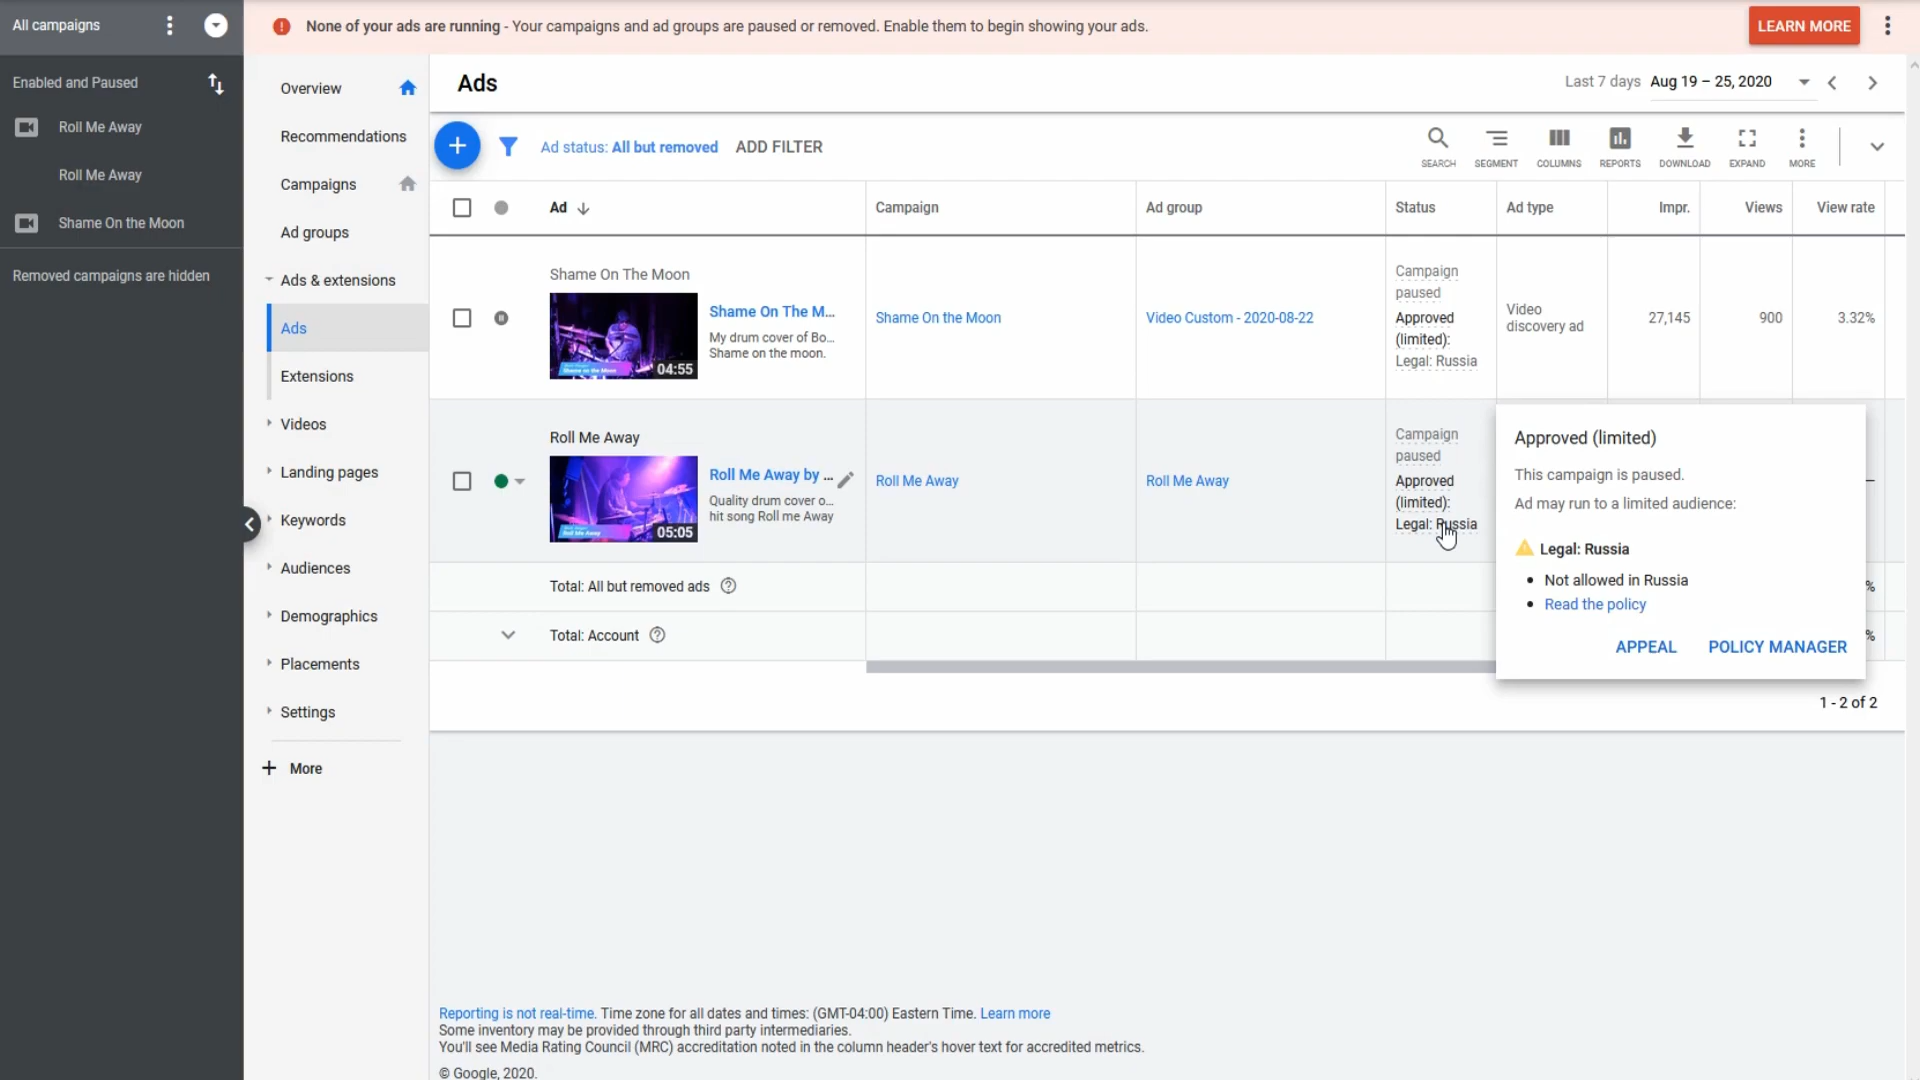 All campaigns
None of your ads are running - Your campaigns and ad groups are paused or removed. Enable them to begin showing your ads.
LEARN MORE
Enabled and Paused
Roll Me Away
Roll Me Away
Shame On the Moon
Removed campaigns are hidden
Overview
Recommendations
Campaigns
Ad groups
Ads & extensions
Ads
Extensions
Videos
Landing pages
Keywords
Audiences
Demographics
Placements
Settings
More
Ads
Last 7 days Aug 19 – 25, 2020
Ad status: All but removed ADD FILTER
SEARCH SEGMENT COLUMNS REPORTS DOWNLOAD EXPAND MORE
Ad Campaign Ad group Status Ad type Impr. Views View rate
Shame On The Moon
04:55
Shame On The M...
My drum cover of Bo...
Shame on the moon.
Shame On the Moon
Video Custom - 2020-08-22
Campaign
paused
Approved
(limited):
Legal: Russia
Video
discovery ad
27,145
900
3.32%
Roll Me Away
05:05
Roll Me Away by ...
Quality drum cover o...
hit song Roll me Away
Roll Me Away
Roll Me Away
Campaign
paused
Approved
(limited):
Legal: Russia
—
Approved (limited)
This campaign is paused.
Ad may run to a limited audience:
Legal: Russia
• Not allowed in Russia
• Read the policy
APPEAL POLICY MANAGER
Total: All but removed ads
%
Total: Account
%
1 - 2 of 2
Reporting is not real-time. Time zone for all dates and times: (GMT-04:00) Eastern Time. Learn more
Some inventory may be provided through third party intermediaries.
You'll see Media Rating Council (MRC) accreditation noted in the column header's hover text for accredited metrics.
© Google, 2020.